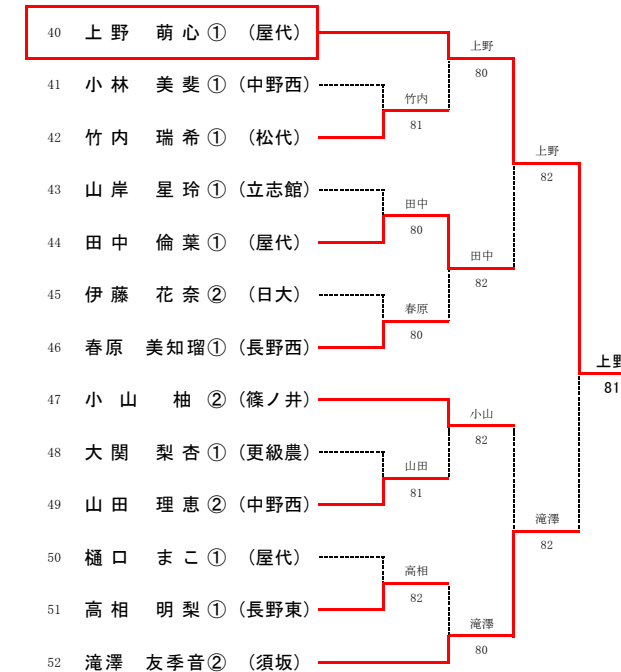 40 上野 萌心① (屋代)
上野
80
41 小林 美斐① (中野西)
竹内
81
42 竹内 瑞希① (松代)
上野
82
43 山岸 星玲① (立志館)
田中
80
44 田中 倫葉① (屋代)
田中
82
45 伊藤 花奈② (日大)
春原
80
46 春原 美知瑠① (長野西)
上野
81
47 小山 柚② (篠ノ井)
小山
82
48 大関 梨杏① (更級農)
山田
81
49 山田 理恵② (中野西)
滝澤
82
50 樋口 まこ① (屋代)
高相
82
51 高相 明梨① (長野東)
滝澤
80
52 滝澤 友季音② (須坂)